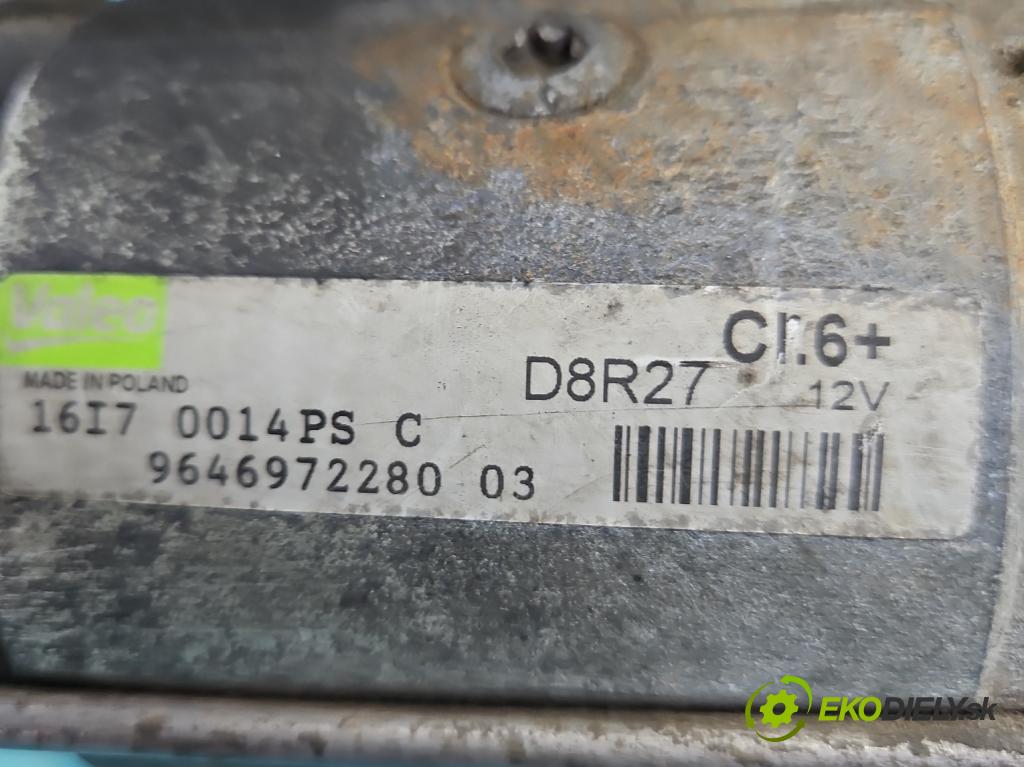 Valeo
MADE IN POLAND
D8R27
Cl.6+
12V
16I7 0014PS C
9646972280 03
EKODIELY.sk